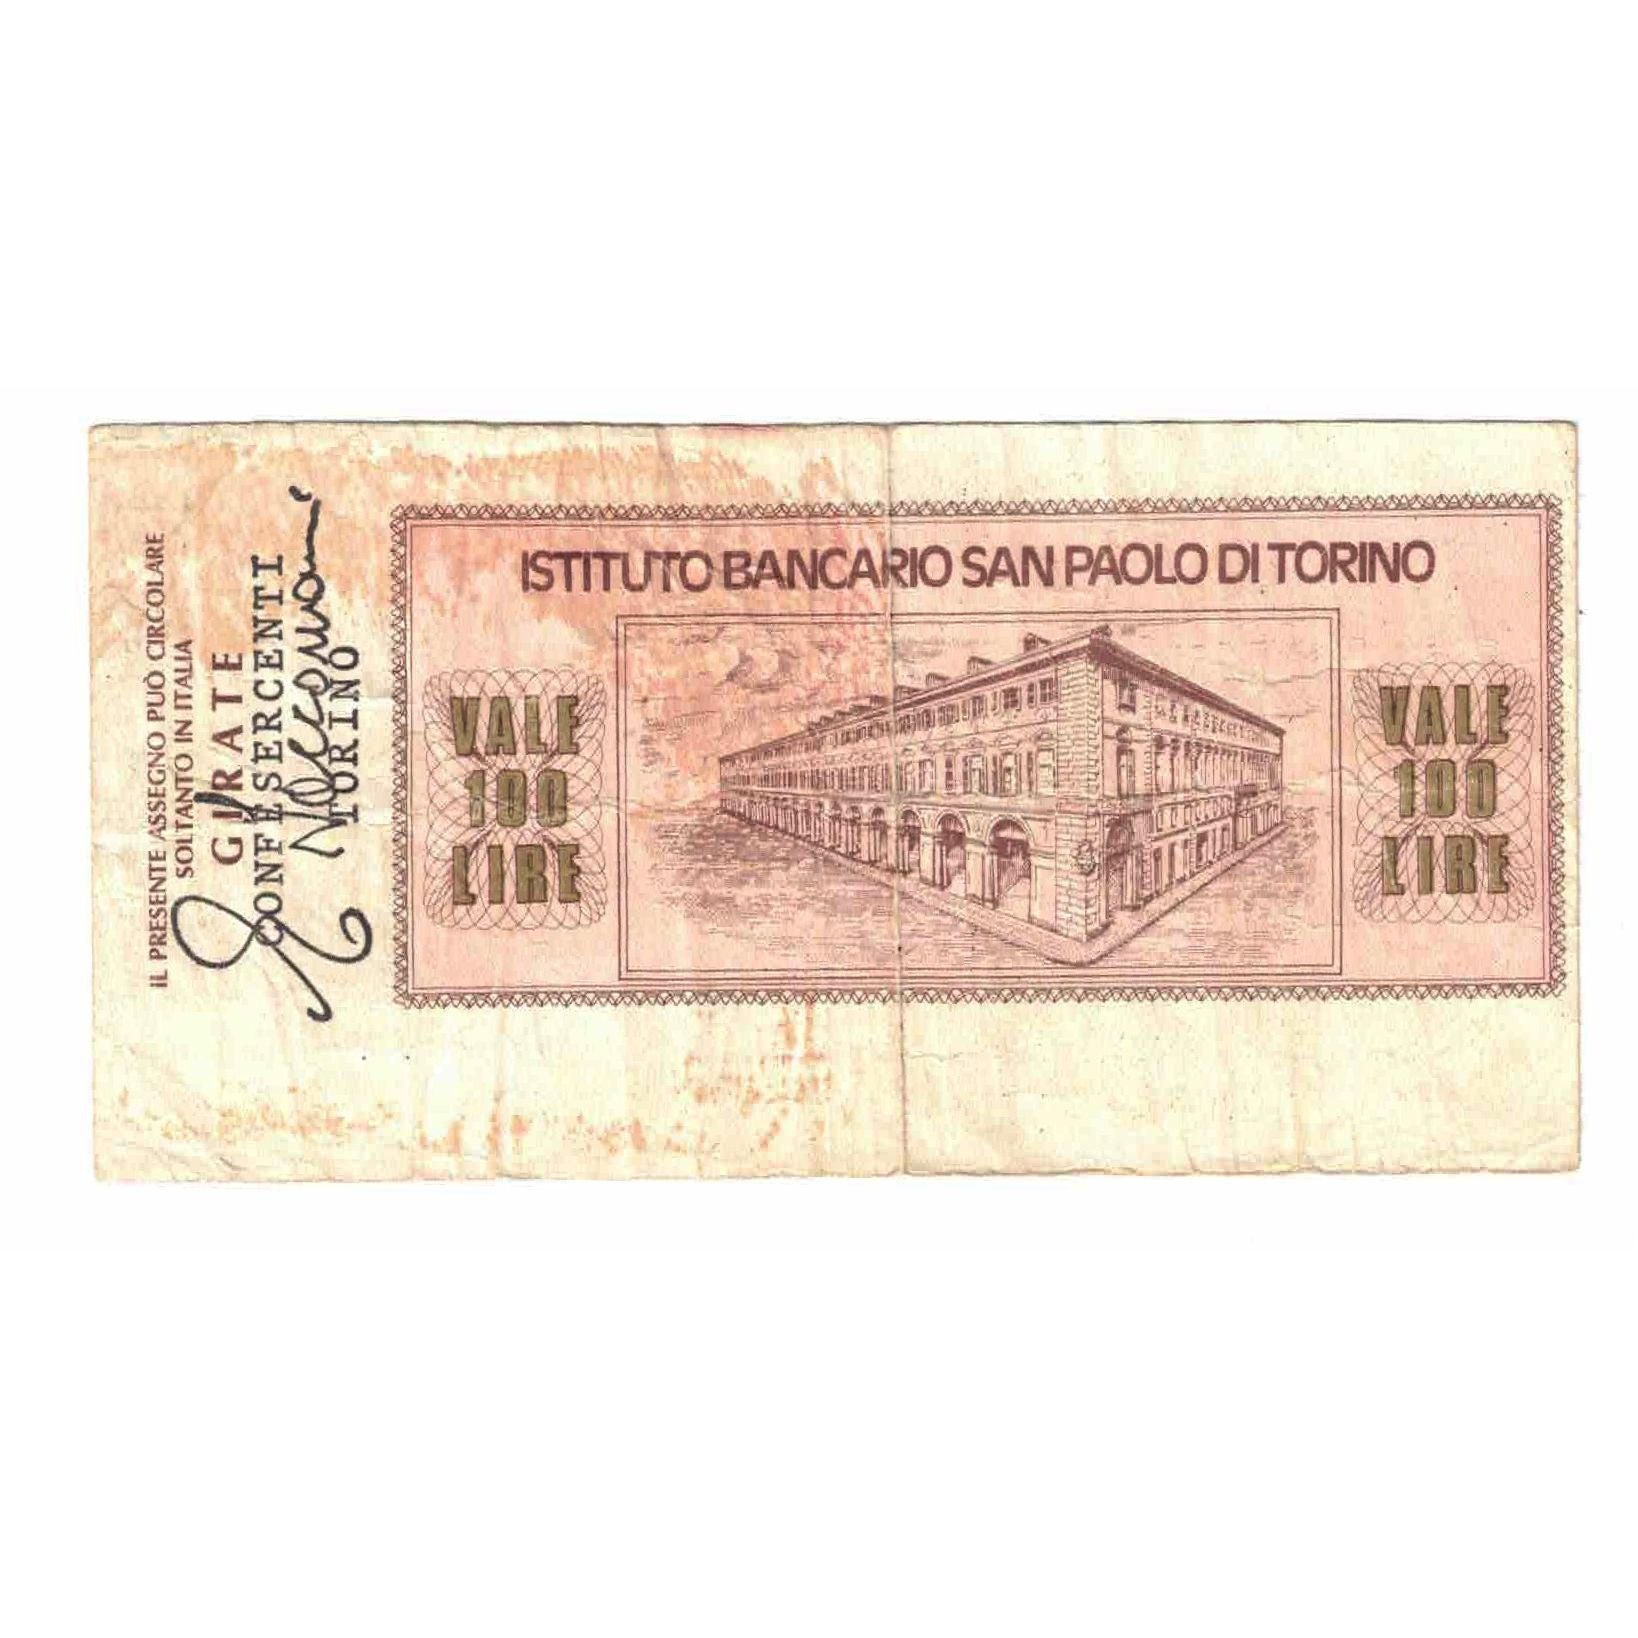 IL PRESENTE ASSEGNO PUÒ CIRCOLARE
SOLTANTO IN ITALIA
GIRATE
CONFESERCENTI
TORINO
ISTITUTO BANCARIO SAN PAOLO DI TORINO
VALE
100
LIRE
VALE
100
LIRE